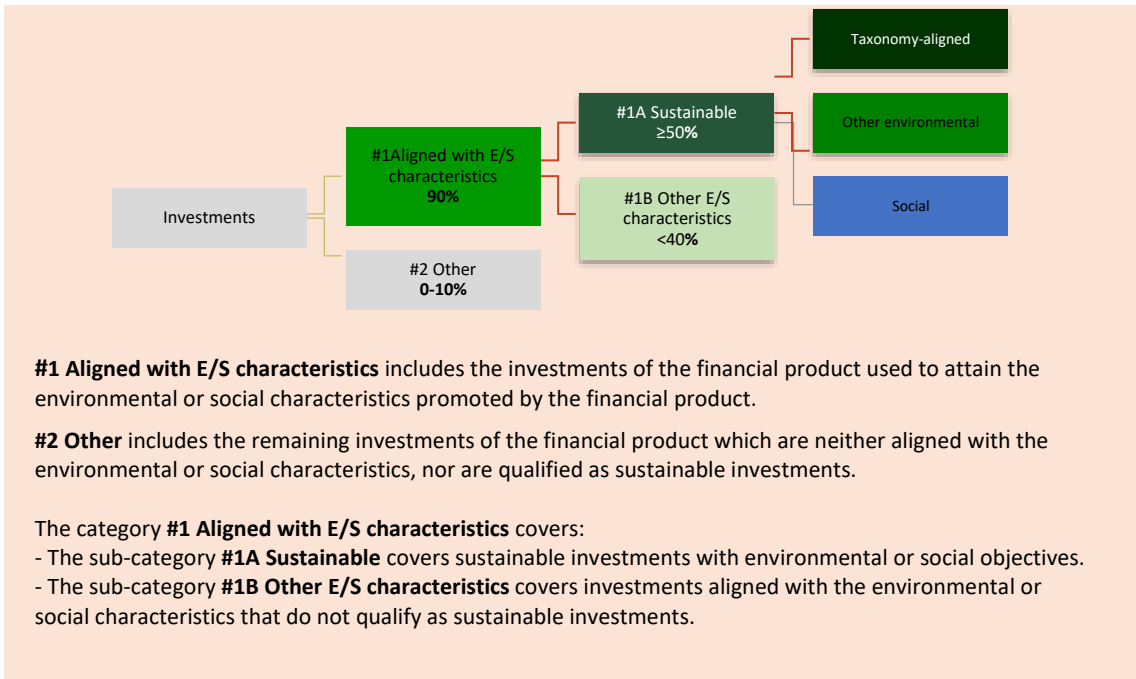 Taxonomy-aligned
#1A Sustainable
≥50%
Other environmental
#1Aligned with E/S
characteristics
90%
#1B Other E/S
characteristics
<40%
Social
Investments
#2 Other
0-10%
#1 Aligned with E/S characteristics includes the investments of the financial product used to attain the
environmental or social characteristics promoted by the financial product.
#2 Other includes the remaining investments of the financial product which are neither aligned with the
environmental or social characteristics, nor are qualified as sustainable investments.
The category #1 Aligned with E/S characteristics covers:
- The sub-category #1A Sustainable covers sustainable investments with environmental or social objectives.
- The sub-category #1B Other E/S characteristics covers investments aligned with the environmental or
social characteristics that do not qualify as sustainable investments.